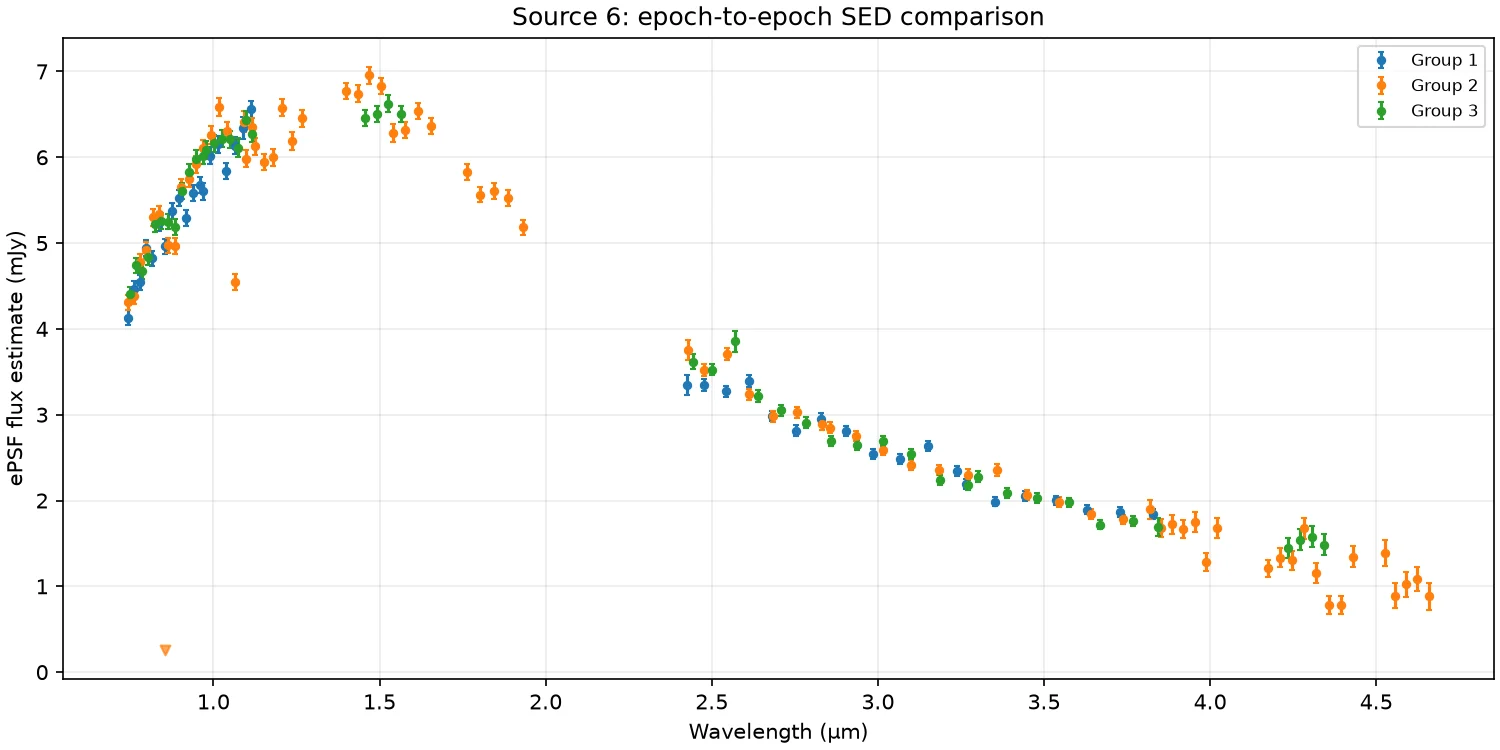 Source 6: epoch-to-epoch SED comparison
ePSF flux estimate (mJy)
7
6
5
4
3
2
1
0
Group 1
Group 2
Group 3
1.0 1.5 2.0 2.5 3.0 3.5 4.0 4.5
Wavelength (μm)